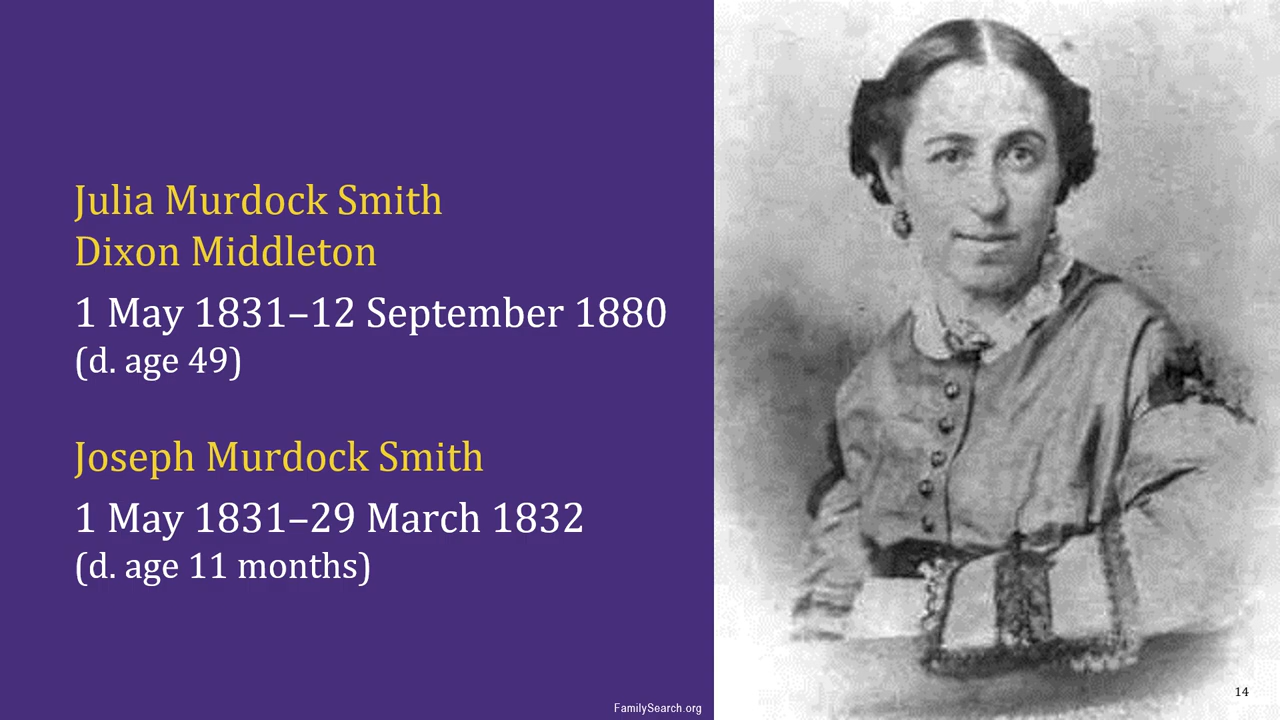 Julia Murdock Smith
Dixon Middleton
1 May 1831–12 September 1880
(d. age 49)
Joseph Murdock Smith
1 May 1831–29 March 1832
(d. age 11 months)
FamilySearch.org
14